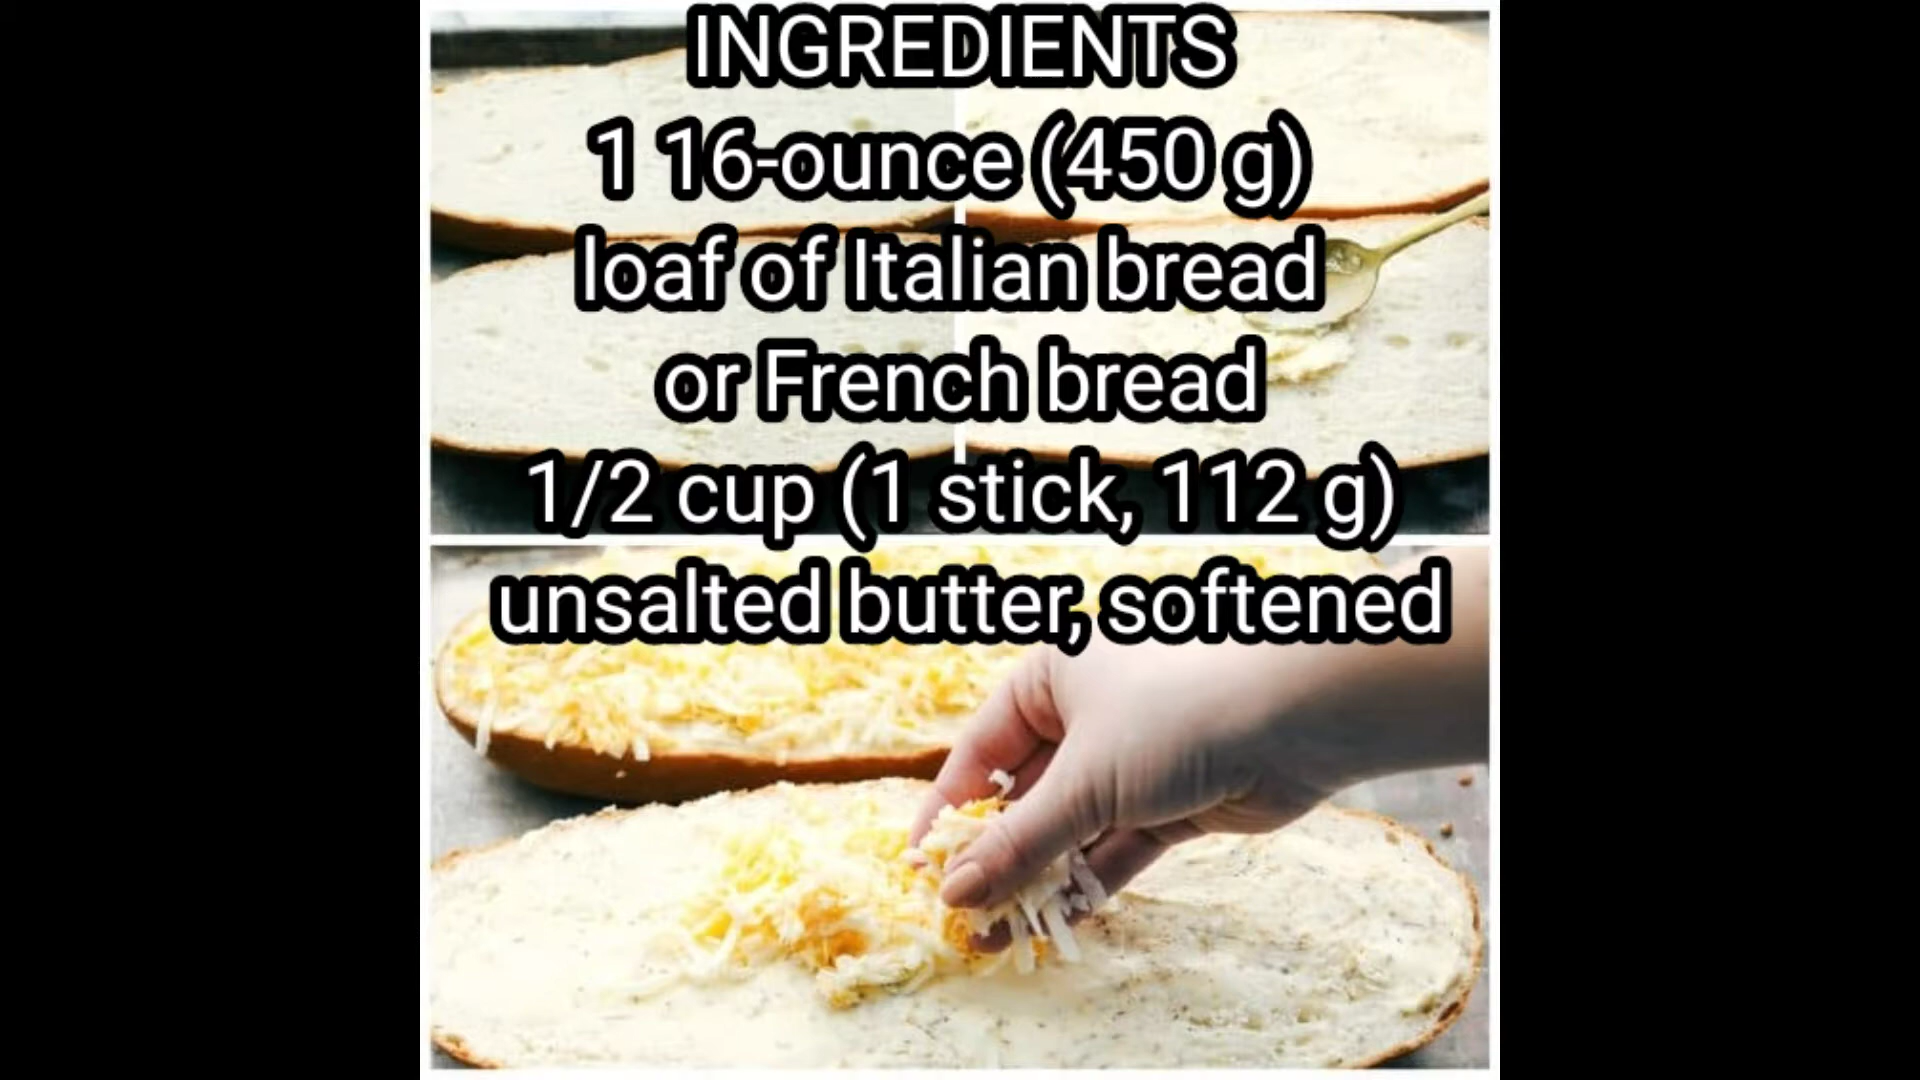 INGREDIENTS
1 16-ounce (450 g)
loaf of Italian bread
or French bread
1/2 cup (1 stick, 112 g)
unsalted butter, softened